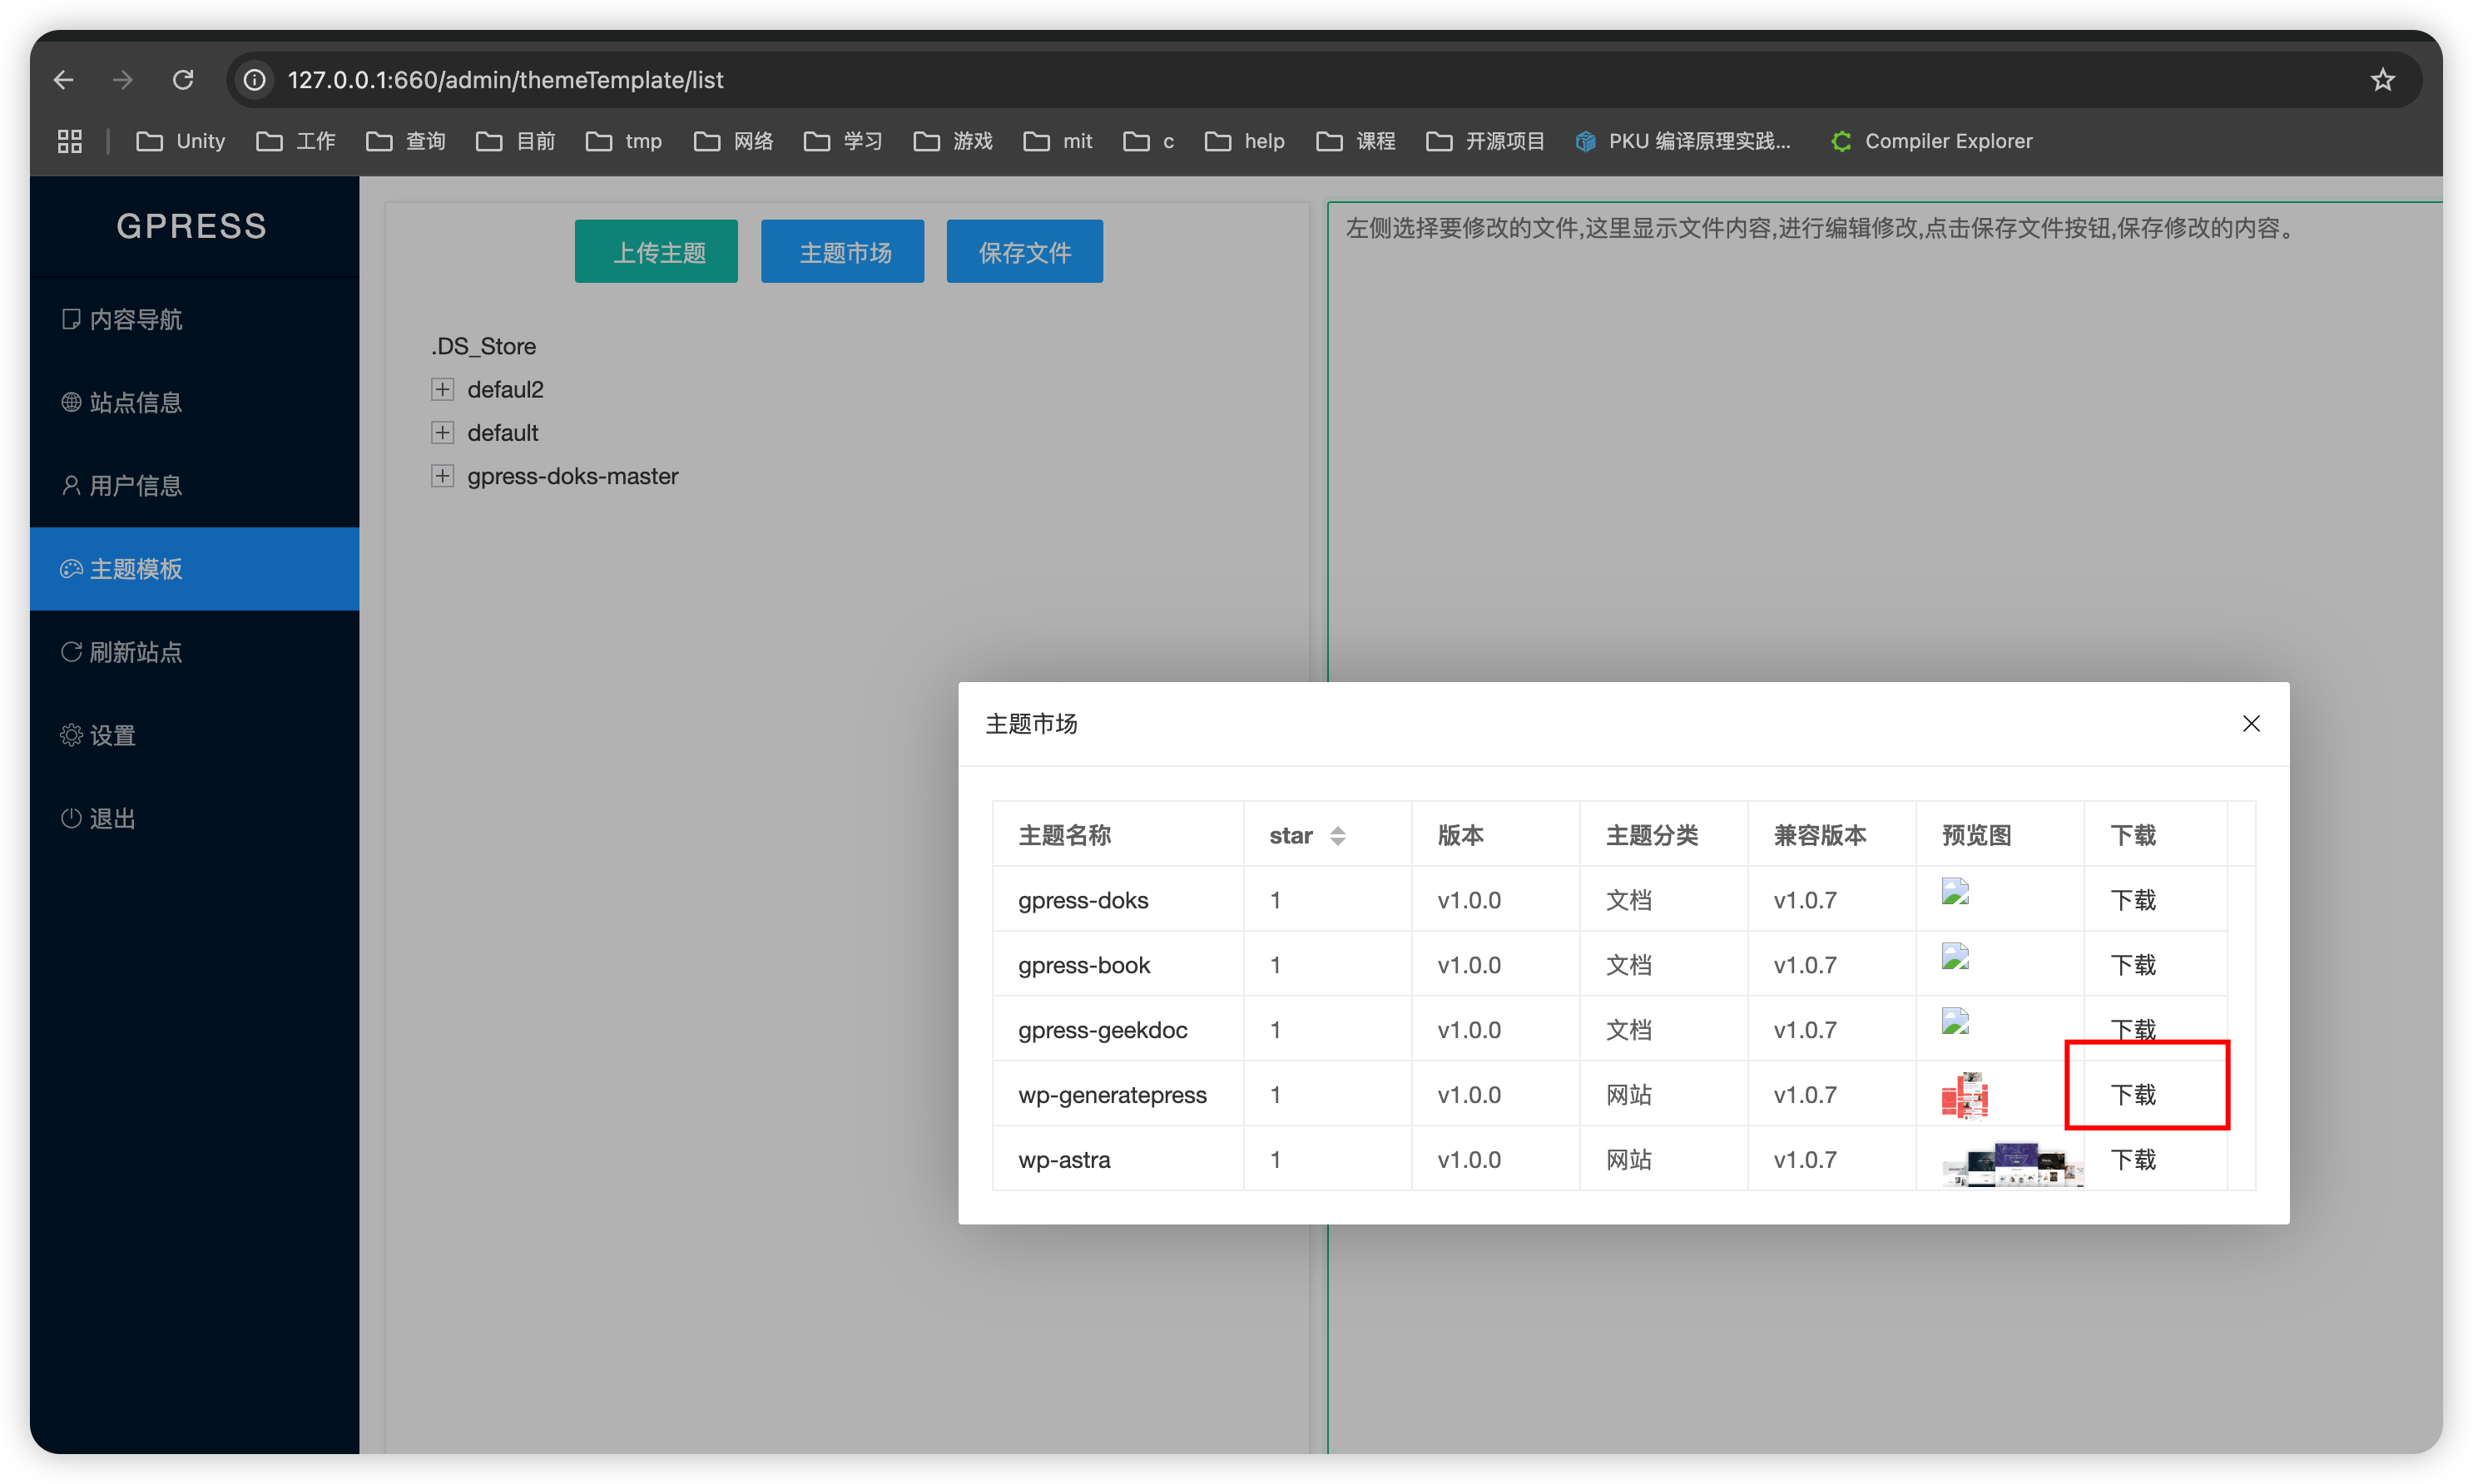 127.0.0.1:660/admin/themeTemplate/list
Unity 工作 查询 目前 tmp 网络 学习 游戏 mit c help 课程 开源项目 PKU 编译原理实践... Compiler Explorer
GPRESS
内容导航
站点信息
用户信息
主题模板
刷新站点
设置
退出
上传主题 主题市场 保存文件
.DS_Store
defaul2
default
gpress-doks-master
左侧选择要修改的文件,这里显示文件内容,进行编辑修改,点击保存文件按钮,保存修改的内容。
主题市场
主题名称 star 版本 主题分类 兼容版本 预览图 下载
gpress-doks 1 v1.0.0 文档 v1.0.7 下载
gpress-book 1 v1.0.0 文档 v1.0.7 下载
gpress-geekdoc 1 v1.0.0 文档 v1.0.7 下载
wp-generatepress 1 v1.0.0 网站 v1.0.7 下载
wp-astra 1 v1.0.0 网站 v1.0.7 下载